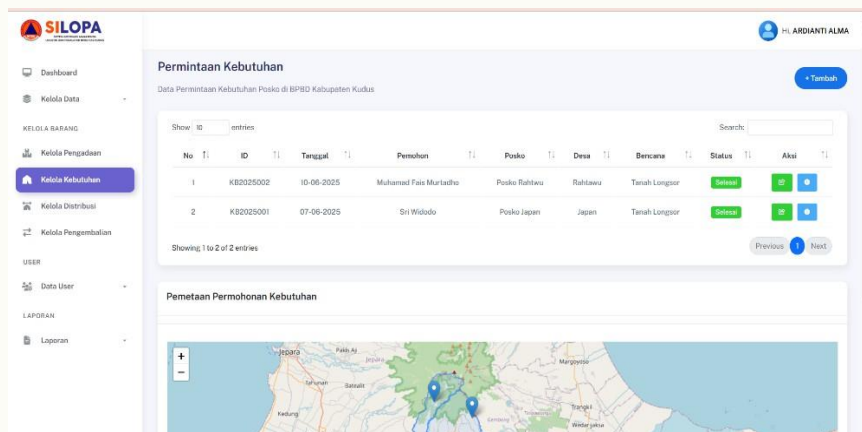 SILOPA
Hi, ARDIANTI ALMA
Dashboard
Kelola Data
KELOLA BARANG
Kelola Pengadaan
Kelola Kebutuhan
Kelola Distribusi
Kelola Pengembalian
USER
Data User
LAPORAN
Laporan
Permintaan Kebutuhan
+ Tambah
Data Permintaan Kebutuhan Posko di BPBD Kabupaten Kudus
Show 10 entries
Search:
No ID Tanggal Pemohon Posko Desa Bencana Status Aksi
1 KB2025002 10-06-2025 Muhamad Fais Murtadho Posko Rahtwu Rahtawu Tanah Longsor Selesai
2 KB2025001 07-06-2025 Sri Widodo Posko Japan Japan Tanah Longsor Selesai
Showing 1 to 2 of 2 entries
Previous 1 Next
Pemetaan Permohonan Kebutuhan
+
−
Jepara
Pakis Aji
Jepara
Tahunan
Batealit
Kedung
Margoyoso
Trangkil
Gembong
Wedarijaksa